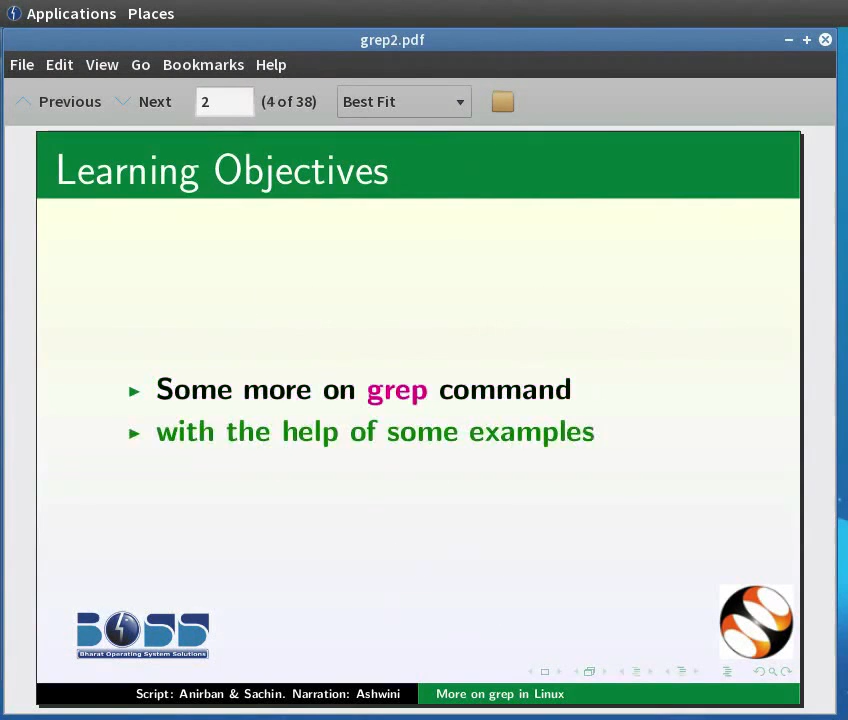 Applications Places
grep2.pdf
File Edit View Go Bookmarks Help
Previous Next 2 (4 of 38) Best Fit
Learning Objectives
Some more on grep command
with the help of some examples
BOSS
Bharat Operating System Solutions
Script: Anirban & Sachin. Narration: Ashwini More on grep in Linux